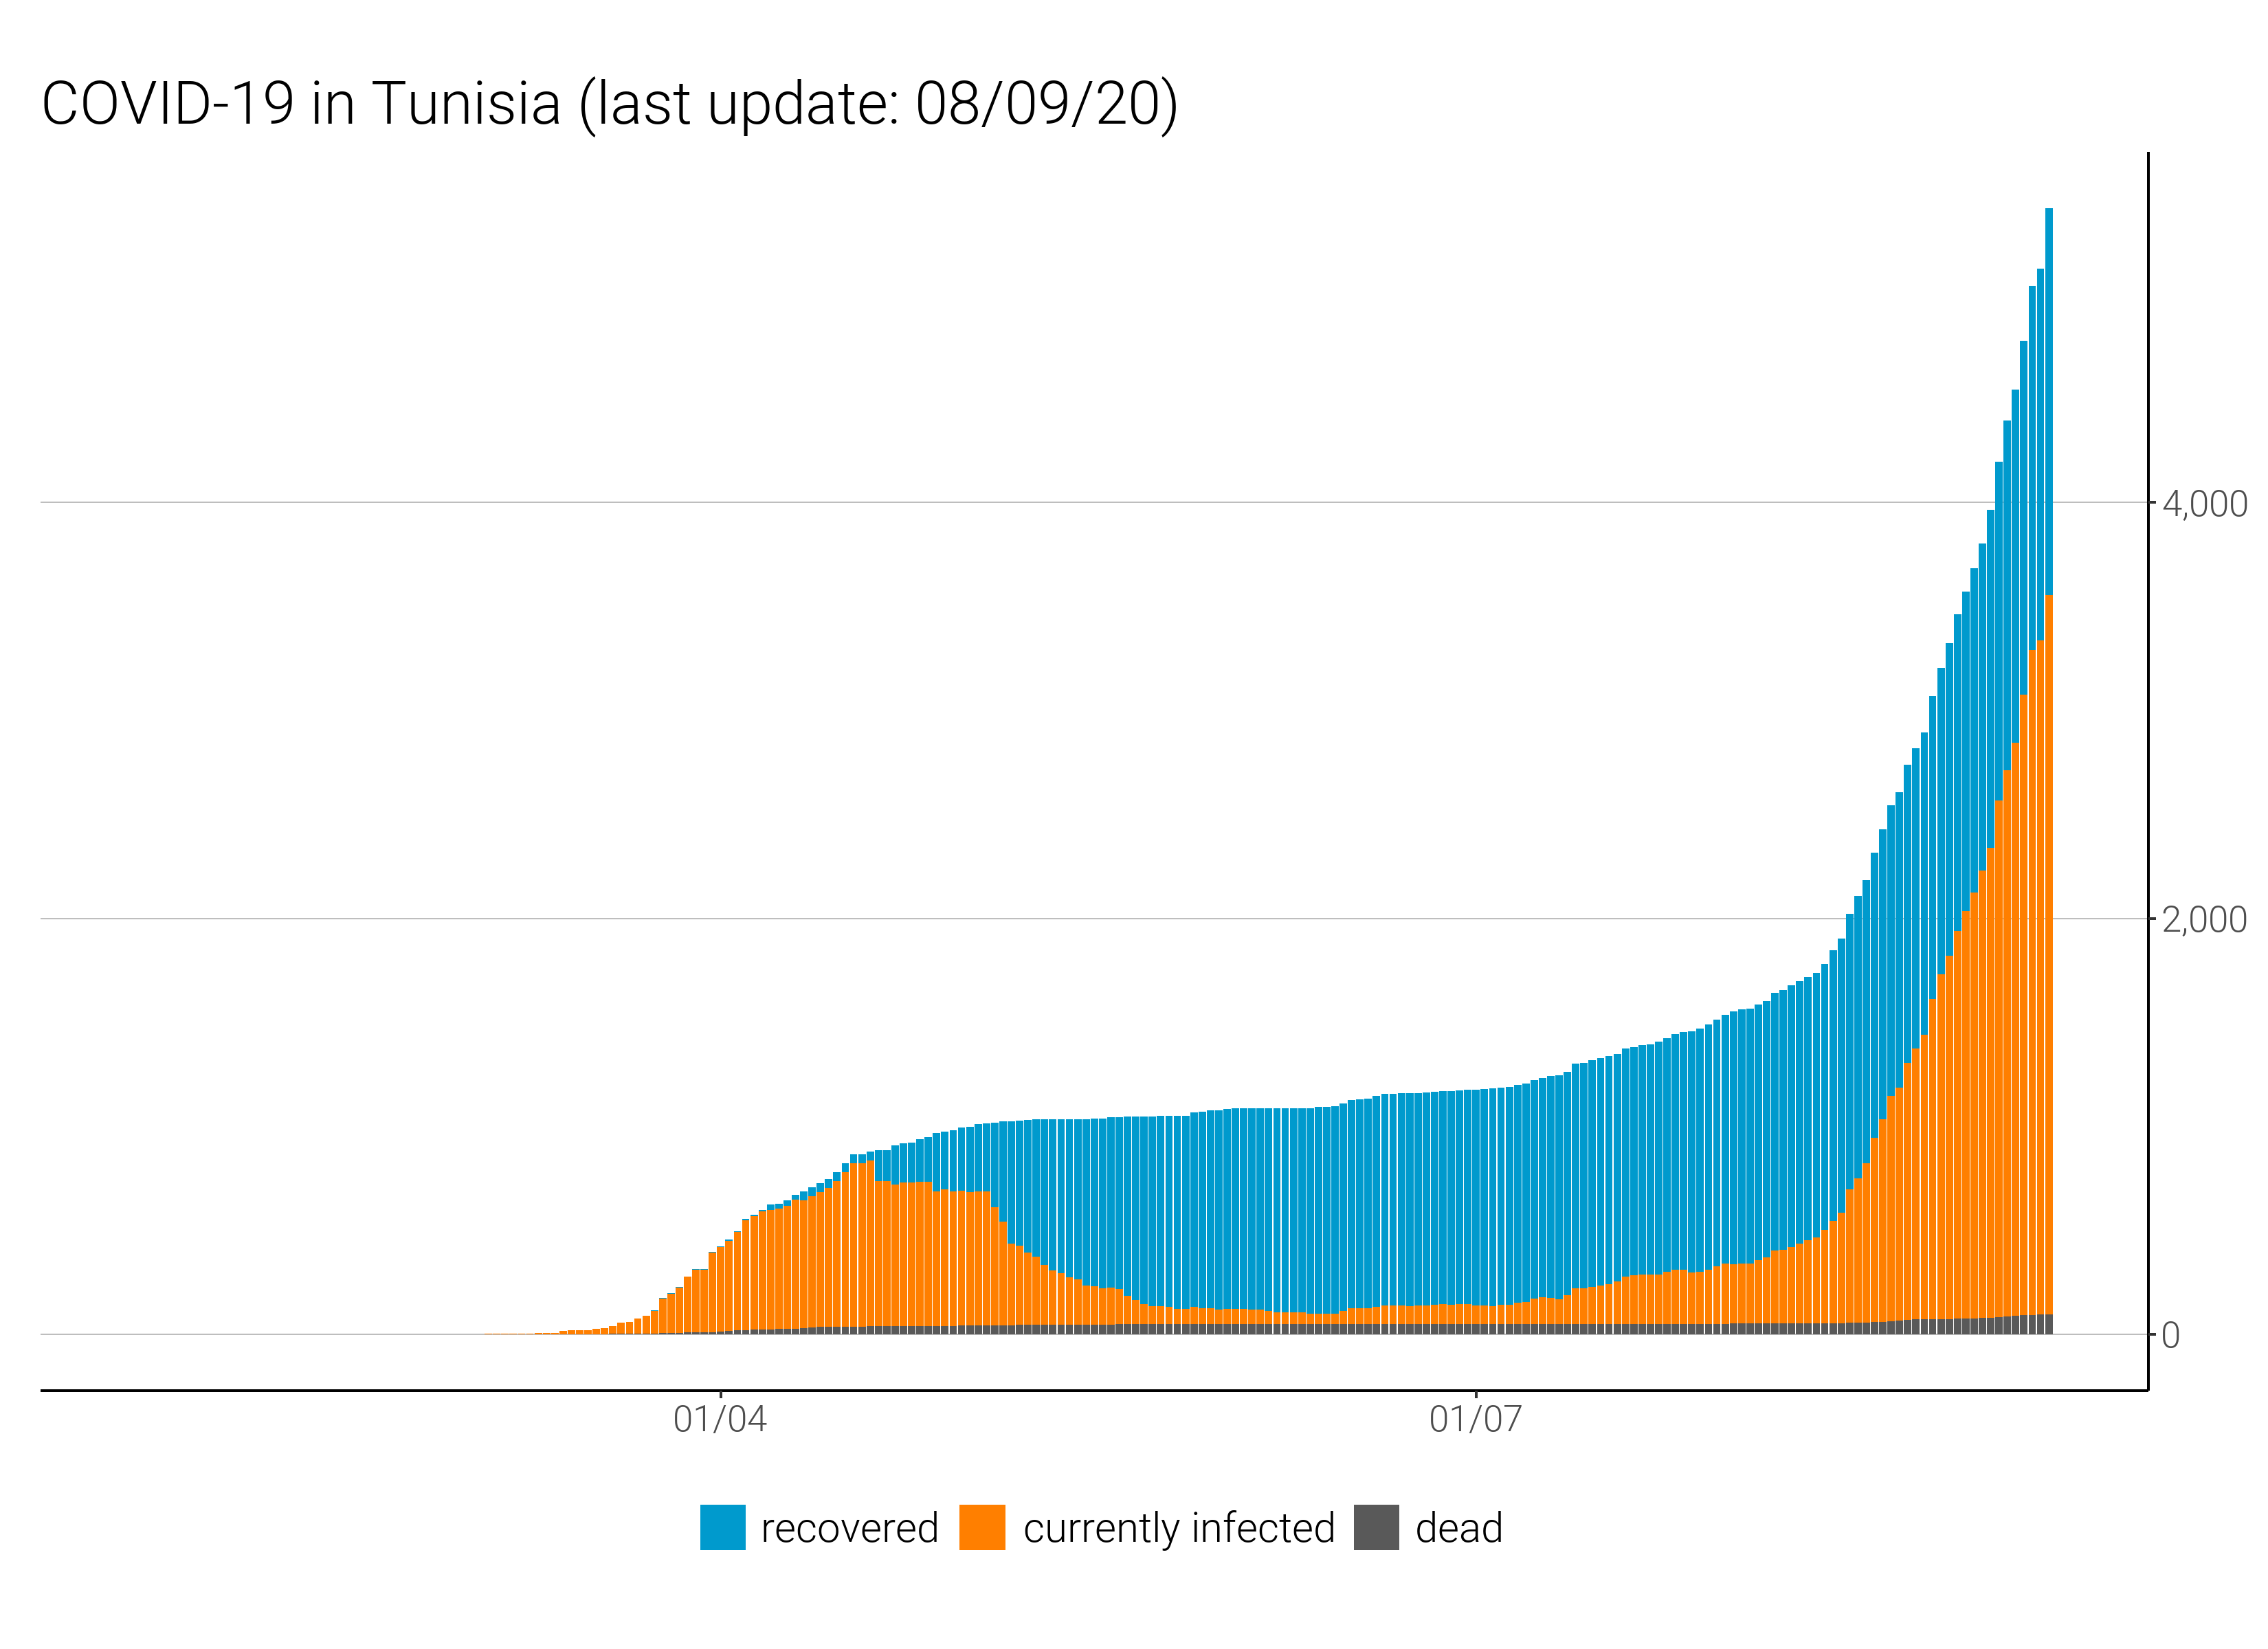 COVID-19 in Tunisia (last update: 08/09/20)
4,000
2,000
0
01/04 01/07
recovered currently infected dead